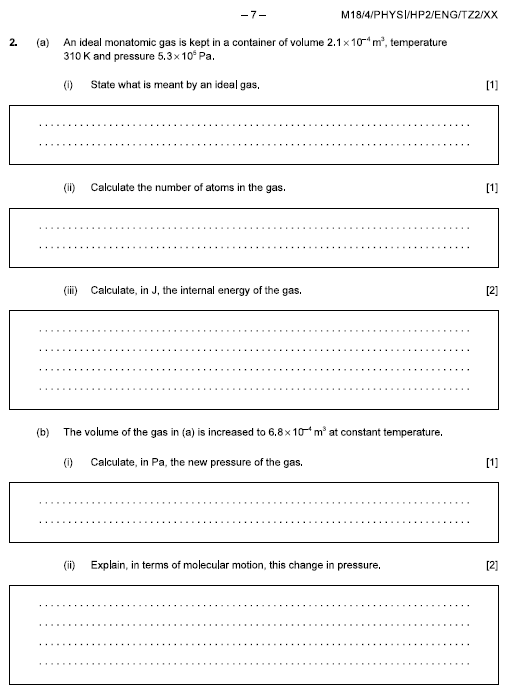 – 7 –
M18/4/PHYSI/HP2/ENG/TZ2/XX
2. (a) An ideal monatomic gas is kept in a container of volume 2.1 × 10⁻⁴ m³, temperature
310 K and pressure 5.3 × 10⁵ Pa.
(i) State what is meant by an ideal gas. [1]
(ii) Calculate the number of atoms in the gas. [1]
(iii) Calculate, in J, the internal energy of the gas. [2]
(b) The volume of the gas in (a) is increased to 6.8 × 10⁻⁴ m³ at constant temperature.
(i) Calculate, in Pa, the new pressure of the gas. [1]
(ii) Explain, in terms of molecular motion, this change in pressure. [2]